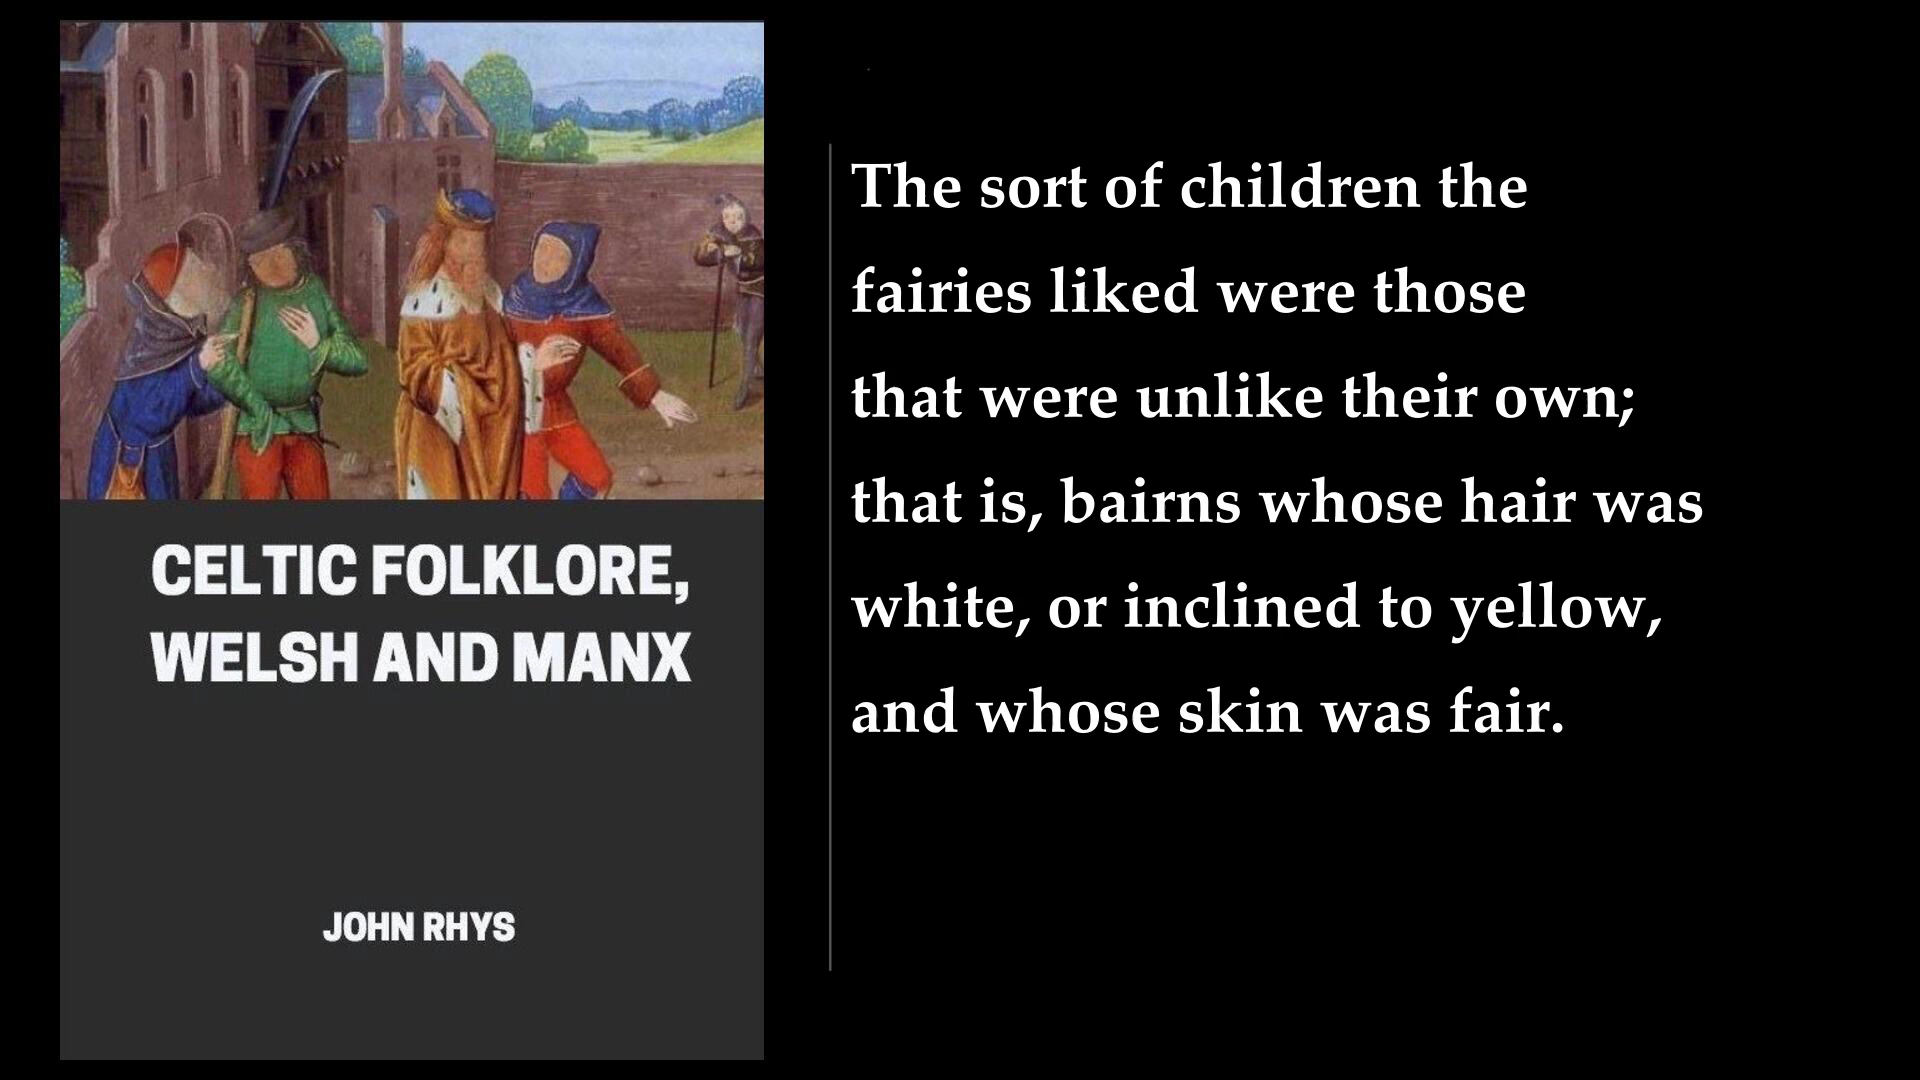 CELTIC FOLKLORE,
WELSH AND MANX
JOHN RHYS
The sort of children the
fairies liked were those
that were unlike their own;
that is, bairns whose hair was
white, or inclined to yellow,
and whose skin was fair.